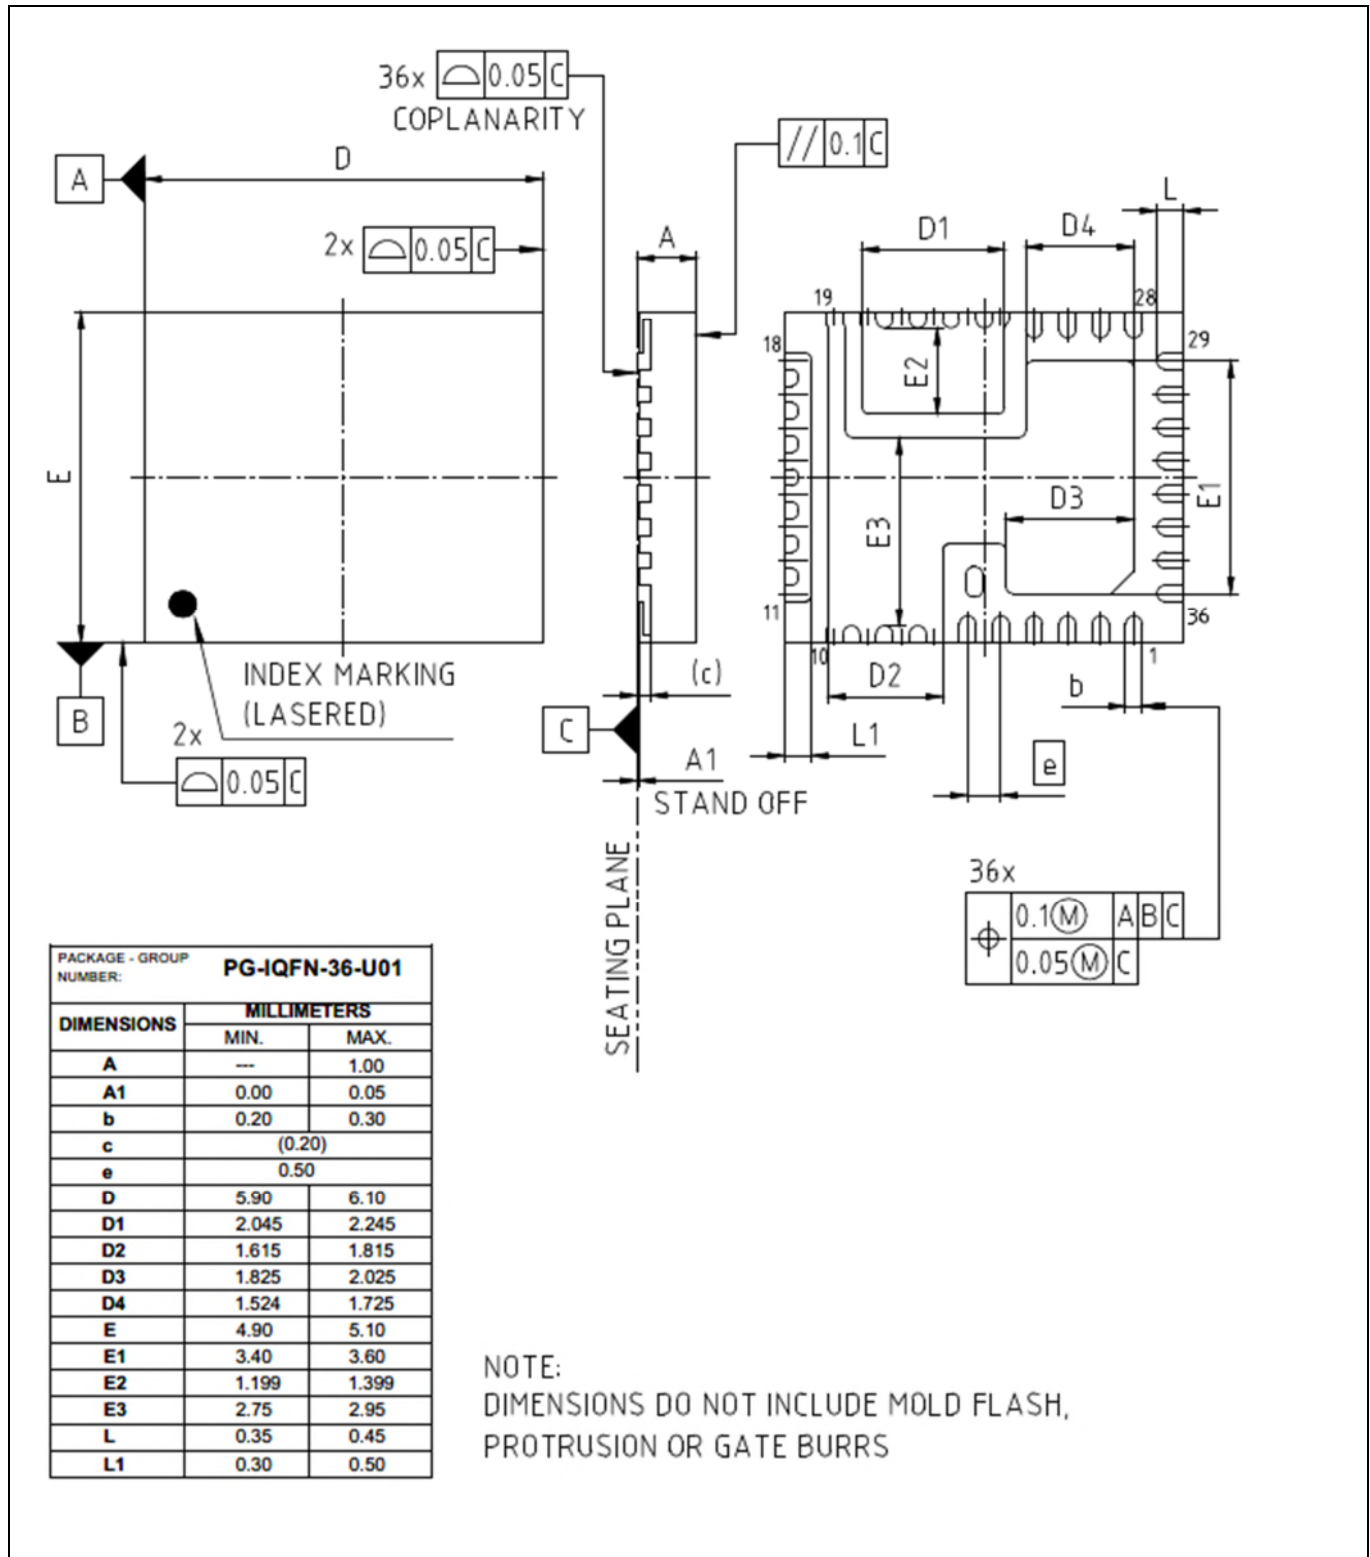 36x ⌓ 0.05 C
COPLANARITY
// 0.1 C
A
D
2x ⌓ 0.05 C
A
D1
D4
L
19
28
18
29
E2
E
E3
D3
E1
11
36
10
1
INDEX MARKING
(LASERED)
(c)
D2
b
B
2x
⌓ 0.05 C
C
L1
e
A1
STAND OFF
SEATING PLANE
36x
⌖ 0.1 Ⓜ A B C
0.05 Ⓜ C
PACKAGE - GROUP
NUMBER: PG-IQFN-36-U01
DIMENSIONS MILLIMETERS
MIN. MAX.
A --- 1.00
A1 0.00 0.05
b 0.20 0.30
c (0.20)
e 0.50
D 5.90 6.10
D1 2.045 2.245
D2 1.615 1.815
D3 1.825 2.025
D4 1.524 1.725
E 4.90 5.10
E1 3.40 3.60
E2 1.199 1.399
E3 2.75 2.95
L 0.35 0.45
L1 0.30 0.50
NOTE:
DIMENSIONS DO NOT INCLUDE MOLD FLASH,
PROTRUSION OR GATE BURRS